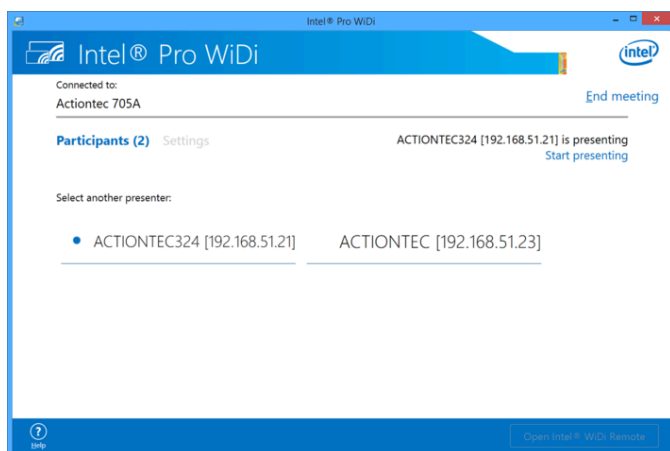 Intel® Pro WiDi
Intel® Pro WiDi
intel
Connected to:
Actiontec 705A
End meeting
Participants (2) Settings
ACTIONTEC324 [192.168.51.21] is presenting
Start presenting
Select another presenter:
ACTIONTEC324 [192.168.51.21] ACTIONTEC [192.168.51.23]
? 
Help
Open Intel® WiDi Remote